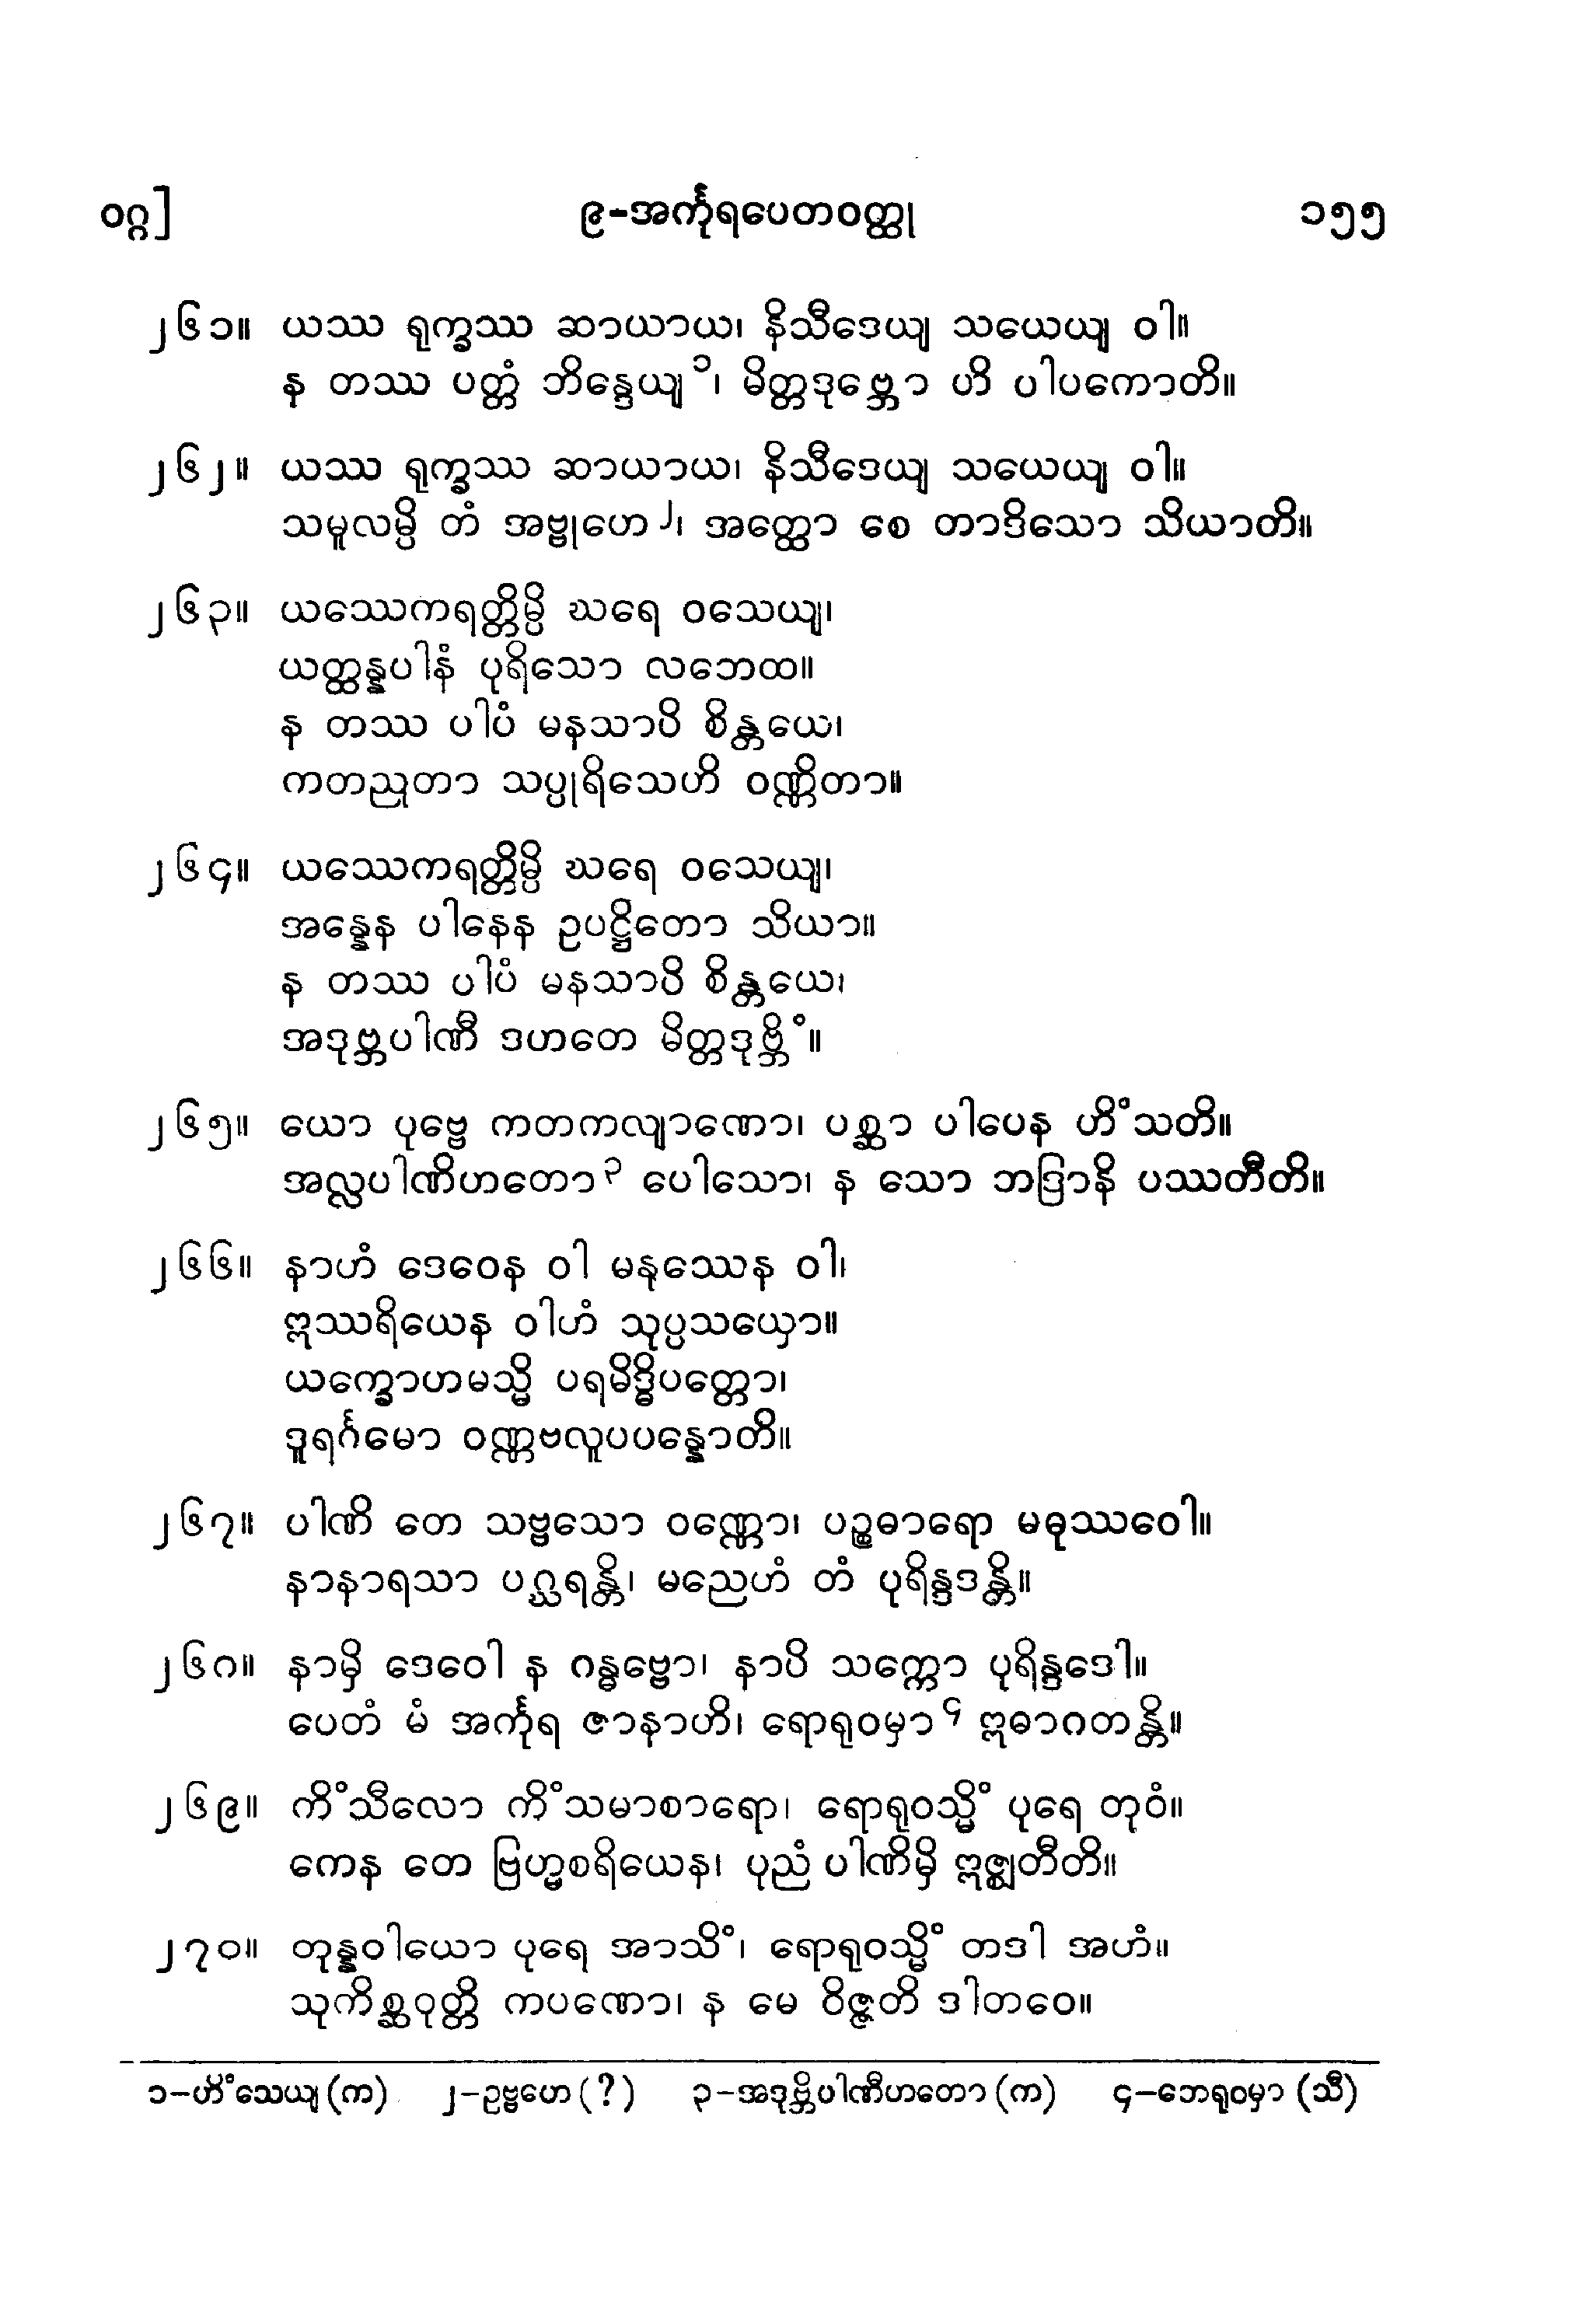 ဝဂ္ဂ] ၉-အင်္ကုရပေတဝတ္ထု ၁၅၅
၂၆၁။ ယဿ ရုက္ခဿ ဆာယာယ၊ နိသီဒေယျ သယေယျ ဝါ။
န တဿ ပတ္တံ ဘိန္ဒေယျ ၁၊ မိတ္တဒုဗ္ဘော ဟိ ပါပကောတိ။
၂၆၂။ ယဿ ရုက္ခဿ ဆာယာယ၊ နိသီဒေယျ သယေယျ ဝါ။
သမူလမ္ပိ တံ အဗ္ဗုဟေ ၂၊ အတ္ထော စေ တာဒိသော သိယာတိ။
၂၆၃။ ယဿေကရတ္တိမ္ပိ ဃရေ ဝသေယျ၊
ယတ္ထန္နပါနံ ပုရိသော လဘေထ။
န တဿ ပါပံ မနသာပိ စိန္တယေ၊
ကတညုတာ သပ္ပုရိသေဟိ ဝဏ္ဏိတာ။
၂၆၄။ ယဿေကရတ္တိမ္ပိ ဃရေ ဝသေယျ၊
အန္နေန ပါနေန ဥပဋ္ဌိတော သိယာ။
န တဿ ပါပံ မနသာပိ စိန္တယေ၊
အဒုဗ္ဘပါဏီ ဒဟတေ မိတ္တဒုဗ္ဘိံ။
၂၆၅။ ယော ပုဗ္ဗေ ကတကလျာဏော၊ ပစ္ဆာ ပါပေန ဟိံသတိ။
အလ္လပါဏိဟတော ၃ ပေါသော၊ န သော ဘဒြာနိ ပဿတီတိ။
၂၆၆။ နာဟံ ဒေဝေန ဝါ မနုဿေန ဝါ၊
ဣဿရိယေန ဝါဟံ သုပ္ပသယှော။
ယက္ခောဟမသ္မိ ပရမိဒ္ဓိပတ္တော၊
ဒူရင်္ဂမော ဝဏ္ဏဗလူပပန္နောတိ။
၂၆၇။ ပါဏိ တေ သဗ္ဗသော ဝဏ္ဏော၊ ပဉ္စဓာရော မဓုဿဝေါ။
နာနာရသာ ပဂ္ဃရန္တိ၊ မညေဟံ တံ ပုရိန္ဒဒန္တိ။
၂၆၈။ နာမှိ ဒေဝေါ န ဂန္ဓဗ္ဗော၊ နာပိ သက္ကော ပုရိန္ဒဒေါ။
ပေတံ မံ အင်္ကုရ ဇာနာဟိ၊ ရောရုဝမှာ ၄ ဣဓာဂတန္တိ။
၂၆၉။ ကိံသီလော ကိံသမာစာရော၊ ရောရုဝသ္မိံ ပုရေ တုဝံ။
ကေန တေ ဗြဟ္မစရိယေန၊ ပုညံ ပါဏိမှိ ဣဇ္ဈတီတိ။
၂၇၀။ တုန္နဝါယော ပုရေ အာသိံ၊ ရောရုဝသ္မိံ တဒါ အဟံ။
သုကိစ္ဆဝုတ္တိ ကပဏော၊ န မေ ဝိဇ္ဇတိ ဒါတဝေ။
၁-ဟိံသေယျ (က) ၂-ဥဗ္ဗဟေ (?) ၃-အဒုဗ္ဘိပါဏီဟတော (က) ၄-ဘေရုဝမှာ (သီ)